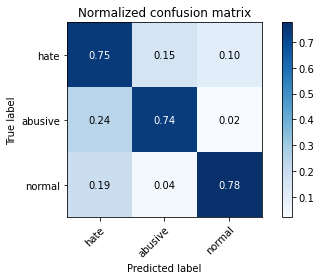 Normalized confusion matrix
hate 0.75 0.15 0.10
abusive 0.24 0.74 0.02
normal 0.19 0.04 0.78
hate abusive normal
True label
Predicted label
0.7
0.6
0.5
0.4
0.3
0.2
0.1